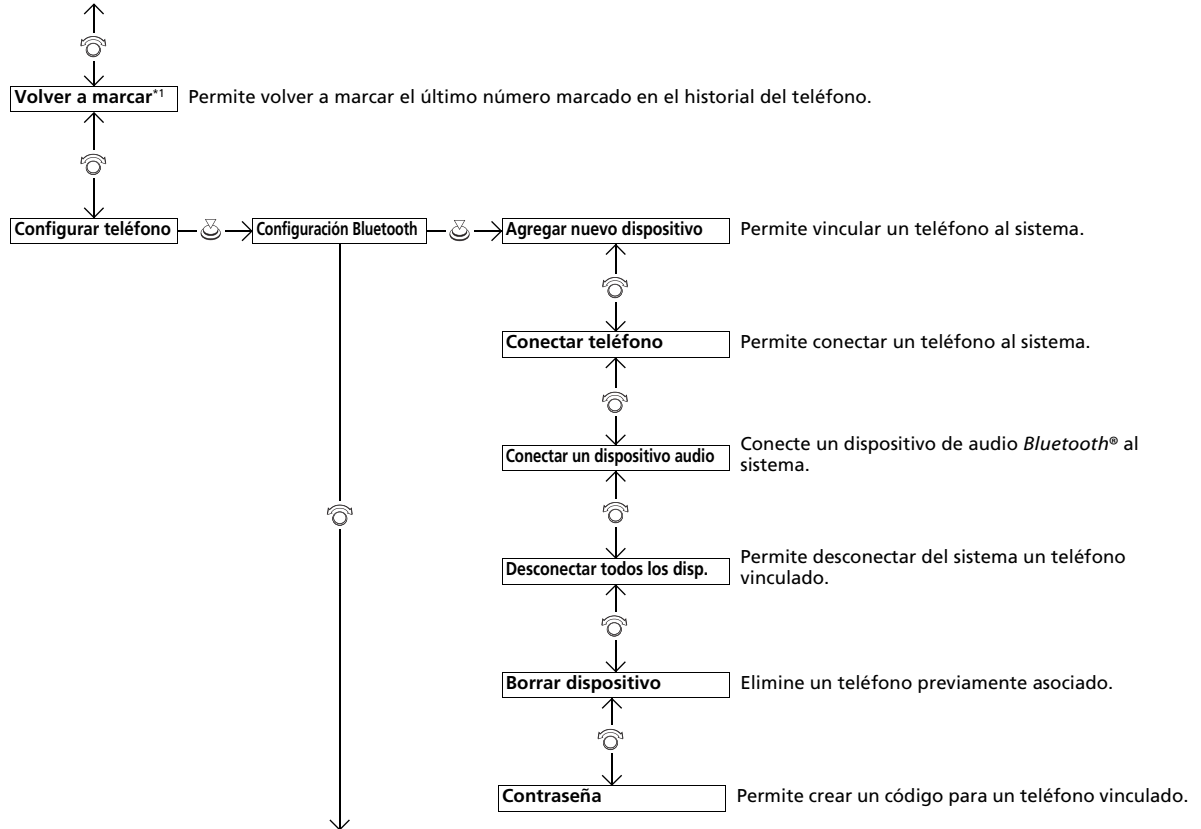 Volver a marcar*1 Permite volver a marcar el último número marcado en el historial del teléfono.
Configurar teléfono Configuración Bluetooth Agregar nuevo dispositivo Permite vincular un teléfono al sistema.
Conectar teléfono Permite conectar un teléfono al sistema.
Conectar un dispositivo audio Conecte un dispositivo de audio Bluetooth® al
sistema.
Desconectar todos los disp. Permite desconectar del sistema un teléfono
vinculado.
Borrar dispositivo Elimine un teléfono previamente asociado.
Contraseña Permite crear un código para un teléfono vinculado.